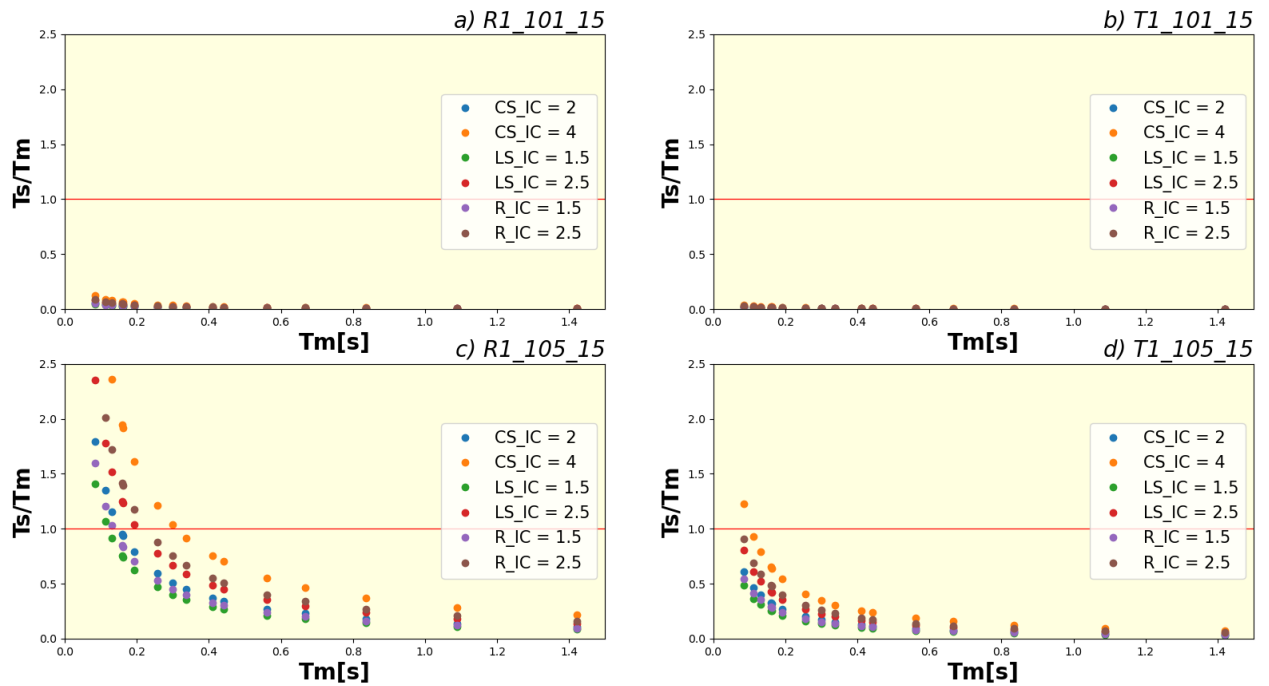 a) R1_101_15
2.5
2.0
1.5
1.0
0.5
0.0
Ts/Tm
CS_IC = 2
CS_IC = 4
LS_IC = 1.5
LS_IC = 2.5
R_IC = 1.5
R_IC = 2.5
0.0 0.2 0.4 0.6 0.8 1.0 1.2 1.4
Tm[s]
b) T1_101_15
2.5
2.0
1.5
1.0
0.5
0.0
Ts/Tm
CS_IC = 2
CS_IC = 4
LS_IC = 1.5
LS_IC = 2.5
R_IC = 1.5
R_IC = 2.5
0.0 0.2 0.4 0.6 0.8 1.0 1.2 1.4
Tm[s]
c) R1_105_15
2.5
2.0
1.5
1.0
0.5
0.0
Ts/Tm
CS_IC = 2
CS_IC = 4
LS_IC = 1.5
LS_IC = 2.5
R_IC = 1.5
R_IC = 2.5
0.0 0.2 0.4 0.6 0.8 1.0 1.2 1.4
Tm[s]
d) T1_105_15
2.5
2.0
1.5
1.0
0.5
0.0
Ts/Tm
CS_IC = 2
CS_IC = 4
LS_IC = 1.5
LS_IC = 2.5
R_IC = 1.5
R_IC = 2.5
0.0 0.2 0.4 0.6 0.8 1.0 1.2 1.4
Tm[s]